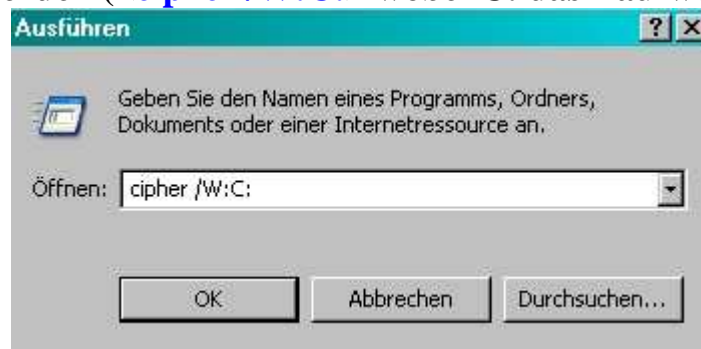 Ausführen
Geben Sie den Namen eines Programms, Ordners,
Dokuments oder einer Internetressource an.
Öffnen: cipher /W:C:
OK Abbrechen Durchsuchen...